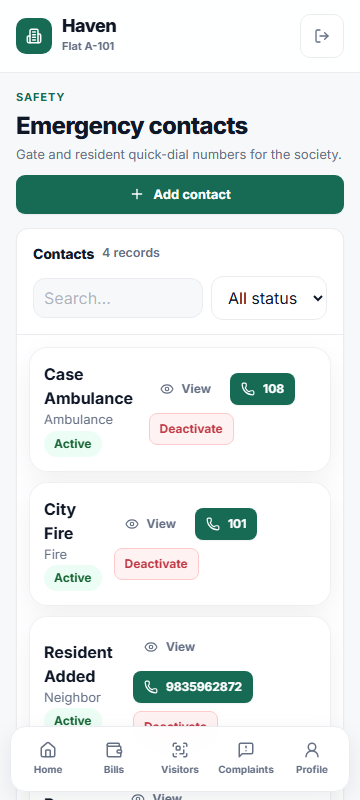 Haven
Flat A-101
SAFETY
Emergency contacts
Gate and resident quick-dial numbers for the society.
Add contact
Contacts 4 records
Search...
All status
Case
Ambulance
Ambulance
Active
View
108
Deactivate
City
Fire
Fire
Active
View
101
Deactivate
Resident
Added
Neighbor
Active
View
9835962872
Deactivate
View
Home
Bills
Visitors
Complaints
Profile